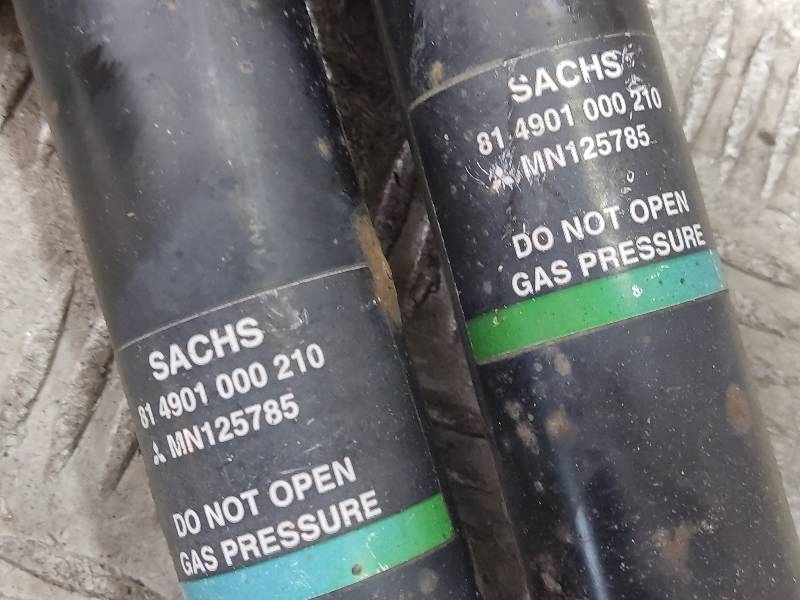 SACHS
81 4901 000 210
MN125785
DO NOT OPEN
GAS PRESSURE
SACHS
81 4901 000 210
MN125785
DO NOT OPEN
GAS PRESSURE